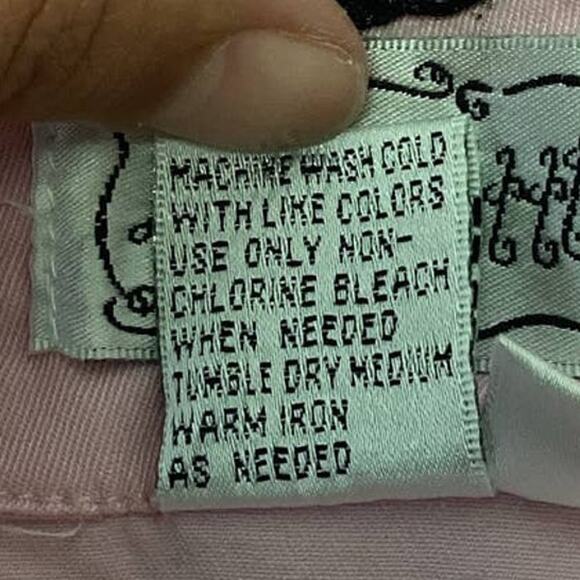 MACHINE WASH COLD
WITH LIKE COLORS
USE ONLY NON-
CHLORINE BLEACH
WHEN NEEDED
TUMBLE DRY MEDIUM
WARM IRON
AS NEEDED